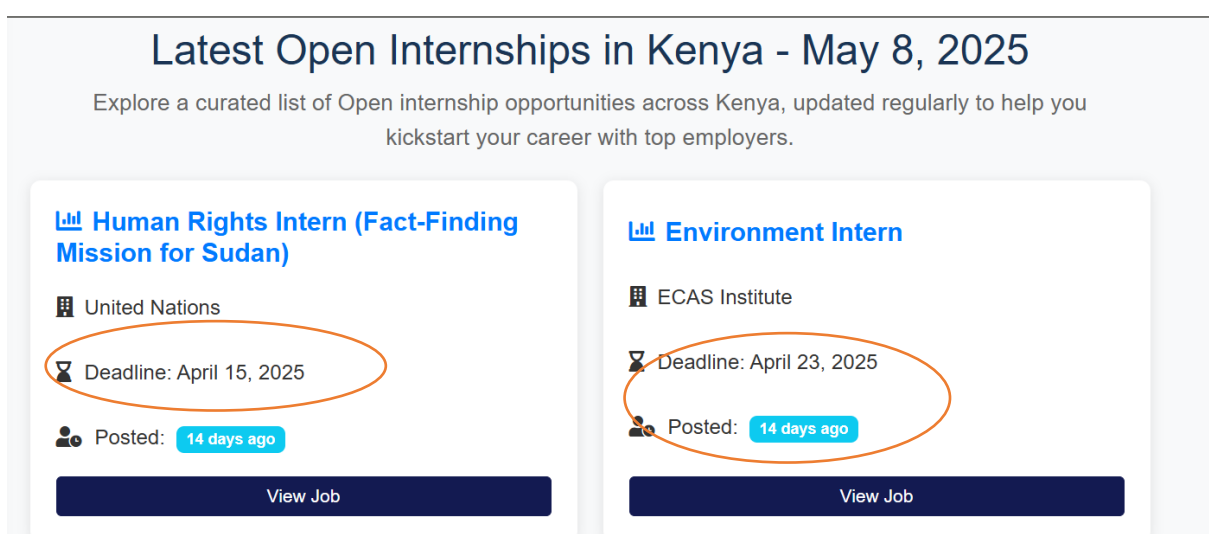 Latest Open Internships in Kenya - May 8, 2025
Explore a curated list of Open internship opportunities across Kenya, updated regularly to help you
kickstart your career with top employers.
Human Rights Intern (Fact-Finding
Mission for Sudan)
United Nations
Deadline: April 15, 2025
Posted: 14 days ago
View Job
Environment Intern
ECAS Institute
Deadline: April 23, 2025
Posted: 14 days ago
View Job